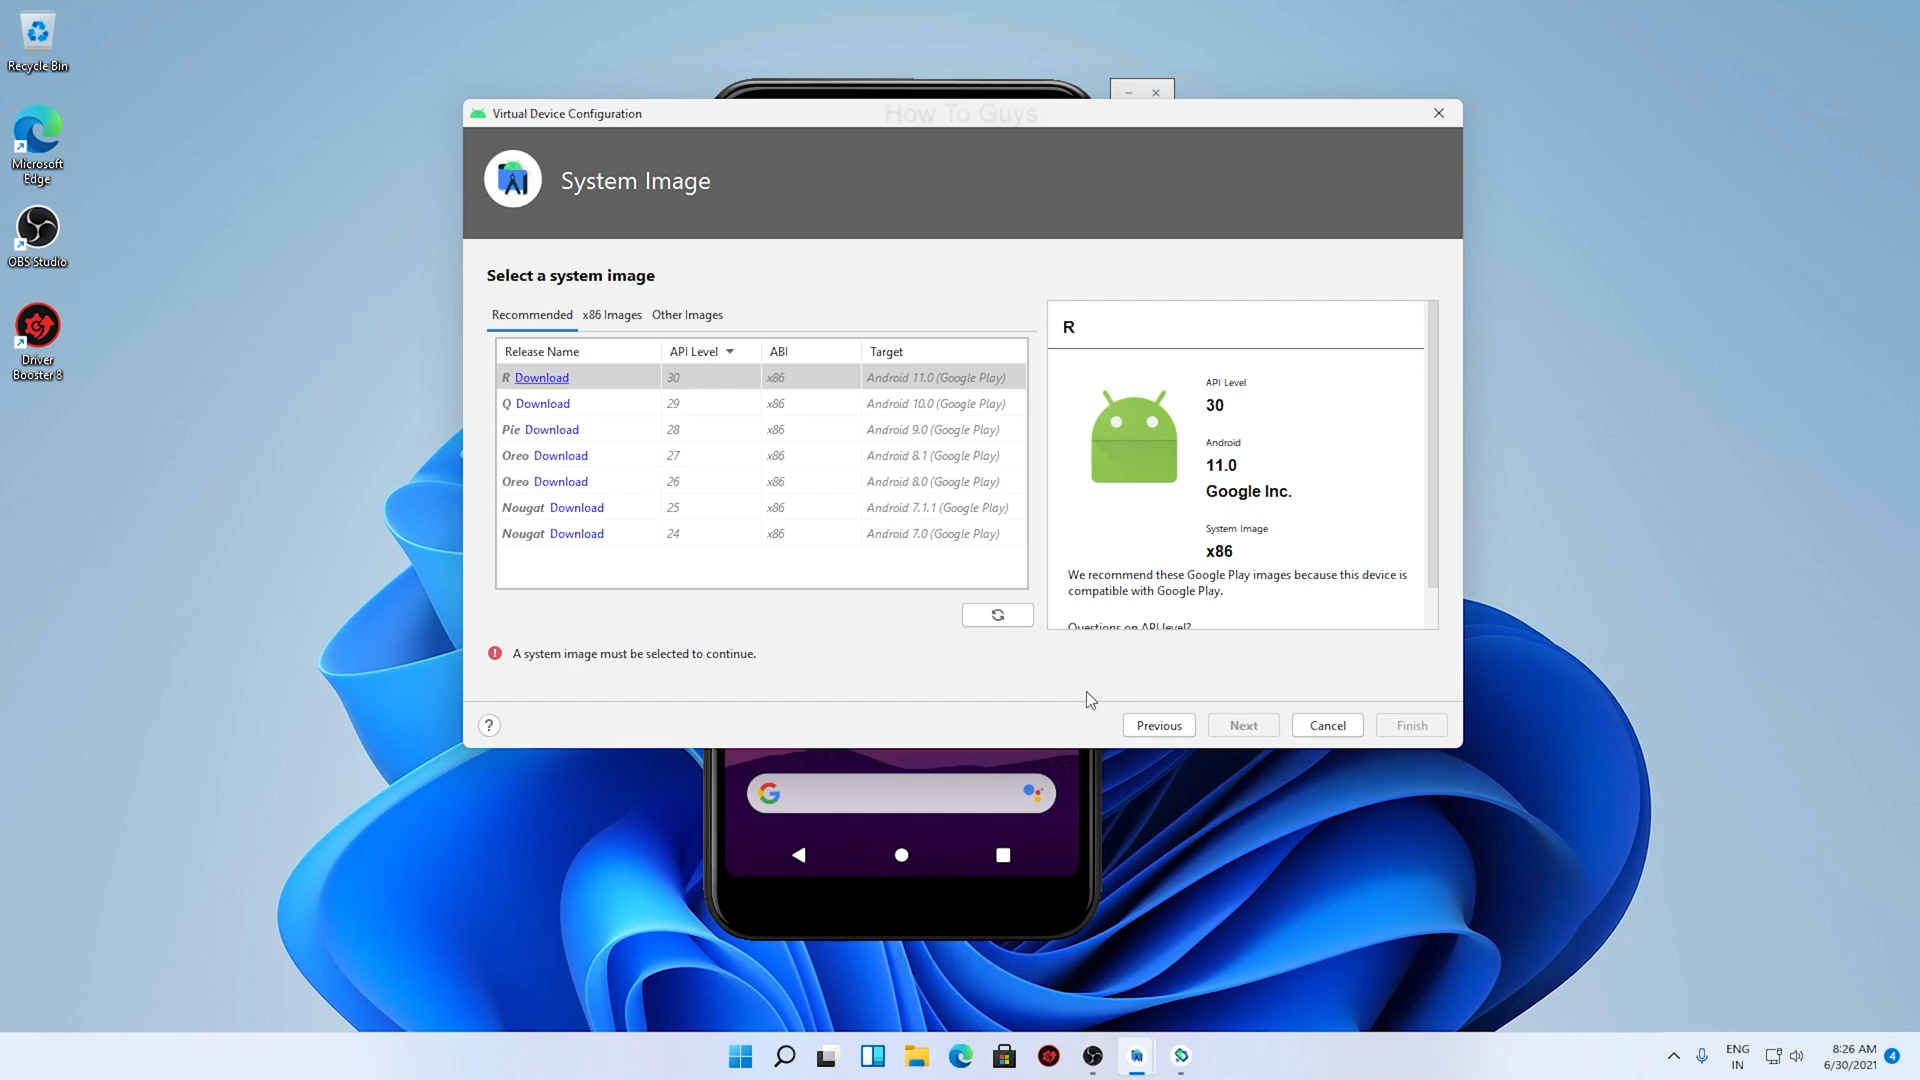 Recycle Bin
Microsoft
Edge
OBS Studio
Driver
Booster 8
Virtual Device Configuration
How To Guys
System Image
Select a system image
Recommended x86 Images Other Images
Release Name API Level ABI Target
R Download 30 x86 Android 11.0 (Google Play)
Q Download 29 x86 Android 10.0 (Google Play)
Pie Download 28 x86 Android 9.0 (Google Play)
Oreo Download 27 x86 Android 8.1 (Google Play)
Oreo Download 26 x86 Android 8.0 (Google Play)
Nougat Download 25 x86 Android 7.1.1 (Google Play)
Nougat Download 24 x86 Android 7.0 (Google Play)
R
API Level
30
Android
11.0
Google Inc.
System Image
x86
We recommend these Google Play images because this device is
compatible with Google Play.
Questions on API level?
A system image must be selected to continue.
? Previous Next Cancel Finish
ENG
IN
8:26 AM
6/30/2021
4